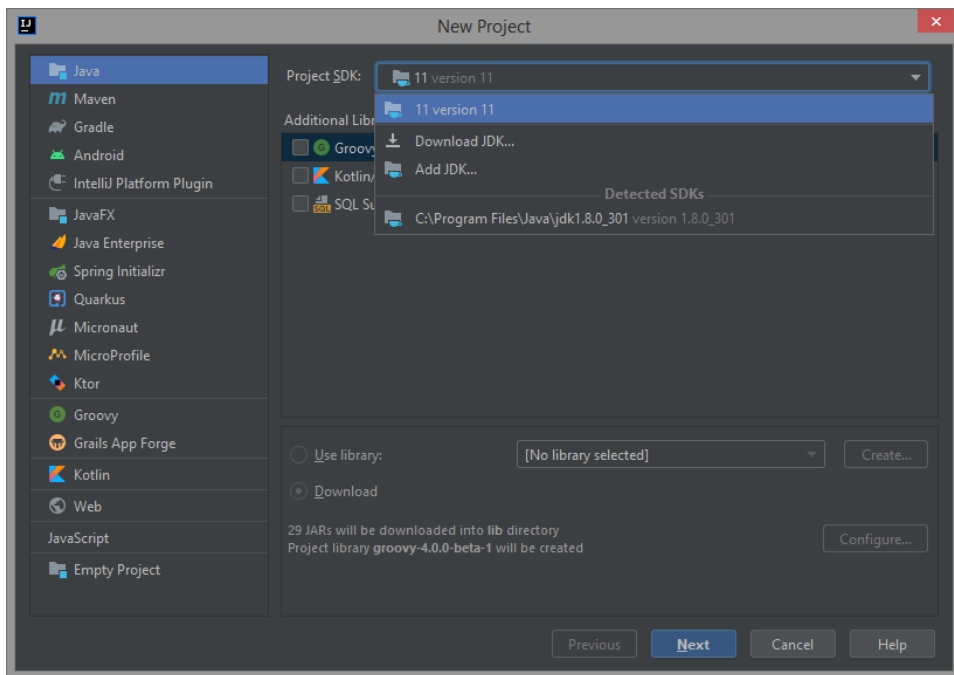 New Project
Java
Maven
Gradle
Android
IntelliJ Platform Plugin
JavaFX
Java Enterprise
Spring Initializr
Quarkus
Micronaut
MicroProfile
Ktor
Groovy
Grails App Forge
Kotlin
Web
JavaScript
Empty Project
Project SDK: 11 version 11
11 version 11
Download JDK...
Add JDK...
Detected SDKs
C:\Program Files\Java\jdk1.8.0_301 version 1.8.0_301
Additional Libr
Groovy
Kotlin/
SQL Su
Use library: [No library selected] Create...
Download
29 JARs will be downloaded into lib directory
Project library groovy-4.0.0-beta-1 will be created
Configure...
Previous Next Cancel Help